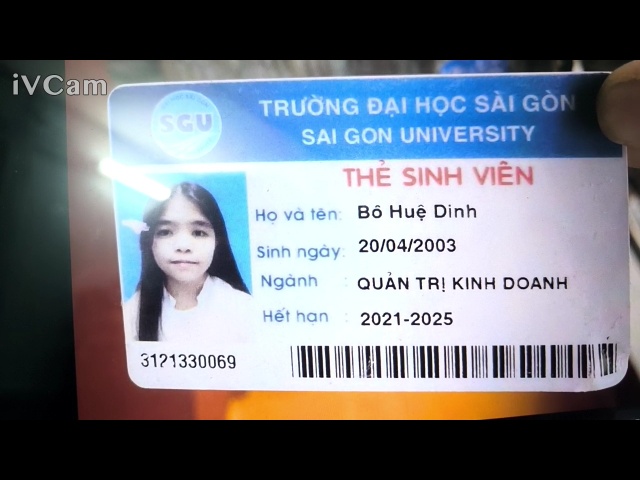 iVCam
SGU
TRƯỜNG ĐẠI HỌC SÀI GÒN
SAI GON UNIVERSITY
THẺ SINH VIÊN
Họ và tên: Bô Huệ Dinh
Sinh ngày: 20/04/2003
Ngành : QUẢN TRỊ KINH DOANH
Hết hạn : 2021-2025
3121330069